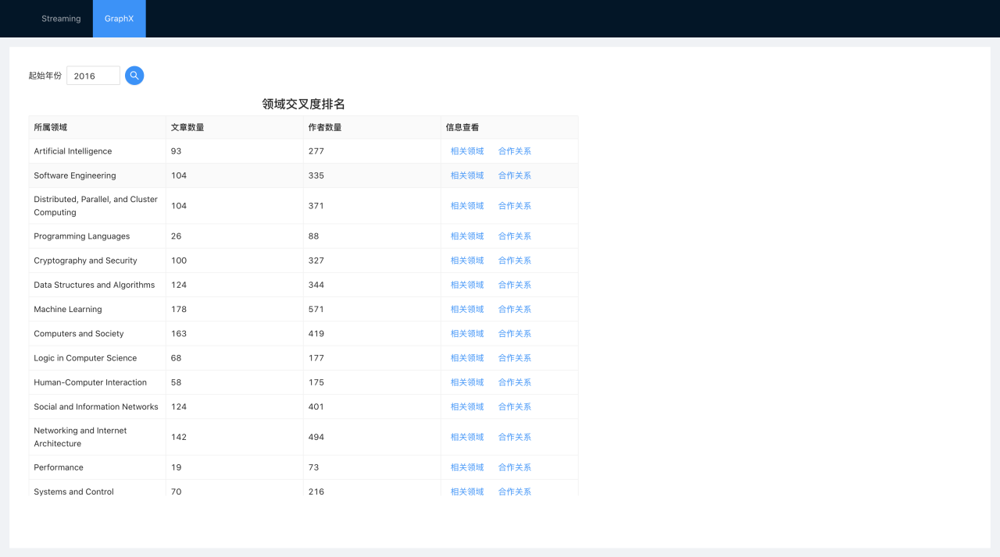 Streaming GraphX
起始年份 2016
领域交叉度排名
所属领域 文章数量 作者数量 信息查看
Artificial Intelligence 93 277 相关领域 合作关系
Software Engineering 104 335 相关领域 合作关系
Distributed, Parallel, and Cluster
Computing 104 371 相关领域 合作关系
Programming Languages 26 88 相关领域 合作关系
Cryptography and Security 100 327 相关领域 合作关系
Data Structures and Algorithms 124 344 相关领域 合作关系
Machine Learning 178 571 相关领域 合作关系
Computers and Society 163 419 相关领域 合作关系
Logic in Computer Science 68 177 相关领域 合作关系
Human-Computer Interaction 58 175 相关领域 合作关系
Social and Information Networks 124 401 相关领域 合作关系
Networking and Internet
Architecture 142 494 相关领域 合作关系
Performance 19 73 相关领域 合作关系
Systems and Control 70 216 相关领域 合作关系